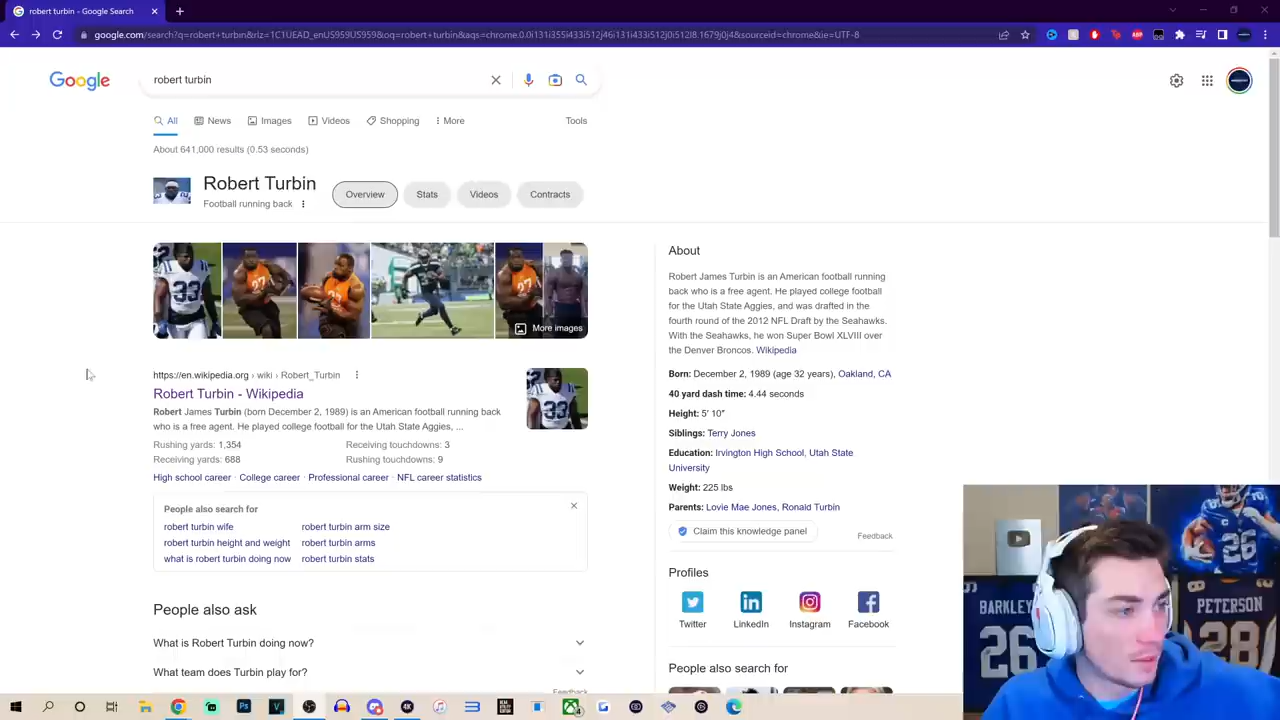 robert turbin - Google Search
google.com/search?q=robert+turbin&rlz=1C1UEAD_enUS959US959&oq=robert+turbin&aqs=chrome.0.0i131i355i433i512j46i131i433i512j0i512l8.1679j0j4&sourceid=chrome&ie=UTF-8
Google
robert turbin
All
News
Images
Videos
Shopping
More
Tools
About 641,000 results (0.53 seconds)
Robert Turbin
Football running back
Overview
Stats
Videos
Contracts
More images
https://en.wikipedia.org › wiki › Robert_Turbin
Robert Turbin - Wikipedia
Robert James Turbin (born December 2, 1989) is an American football running back
who is a free agent. He played college football for the Utah State Aggies, ...
Rushing yards: 1,354 Receiving touchdowns: 3
Receiving yards: 688 Rushing touchdowns: 9
High school career · College career · Professional career · NFL career statistics
People also search for
robert turbin wife robert turbin arm size
robert turbin height and weight robert turbin arms
what is robert turbin doing now robert turbin stats
People also ask
What is Robert Turbin doing now?
What team does Turbin play for?
Feedback
About
Robert James Turbin is an American football running
back who is a free agent. He played college football
for the Utah State Aggies, and was drafted in the
fourth round of the 2012 NFL Draft by the Seahawks.
With the Seahawks, he won Super Bowl XLVIII over
the Denver Broncos. Wikipedia
Born: December 2, 1989 (age 32 years), Oakland, CA
40 yard dash time: 4.44 seconds
Height: 5′ 10″
Siblings: Terry Jones
Education: Irvington High School, Utah State
University
Weight: 225 lbs
Parents: Lovie Mae Jones, Ronald Turbin
Claim this knowledge panel
Feedback
Profiles
Twitter
LinkedIn
Instagram
Facebook
People also search for
33
27
33
26
BARKLEY
26
PETERSON
28
4K